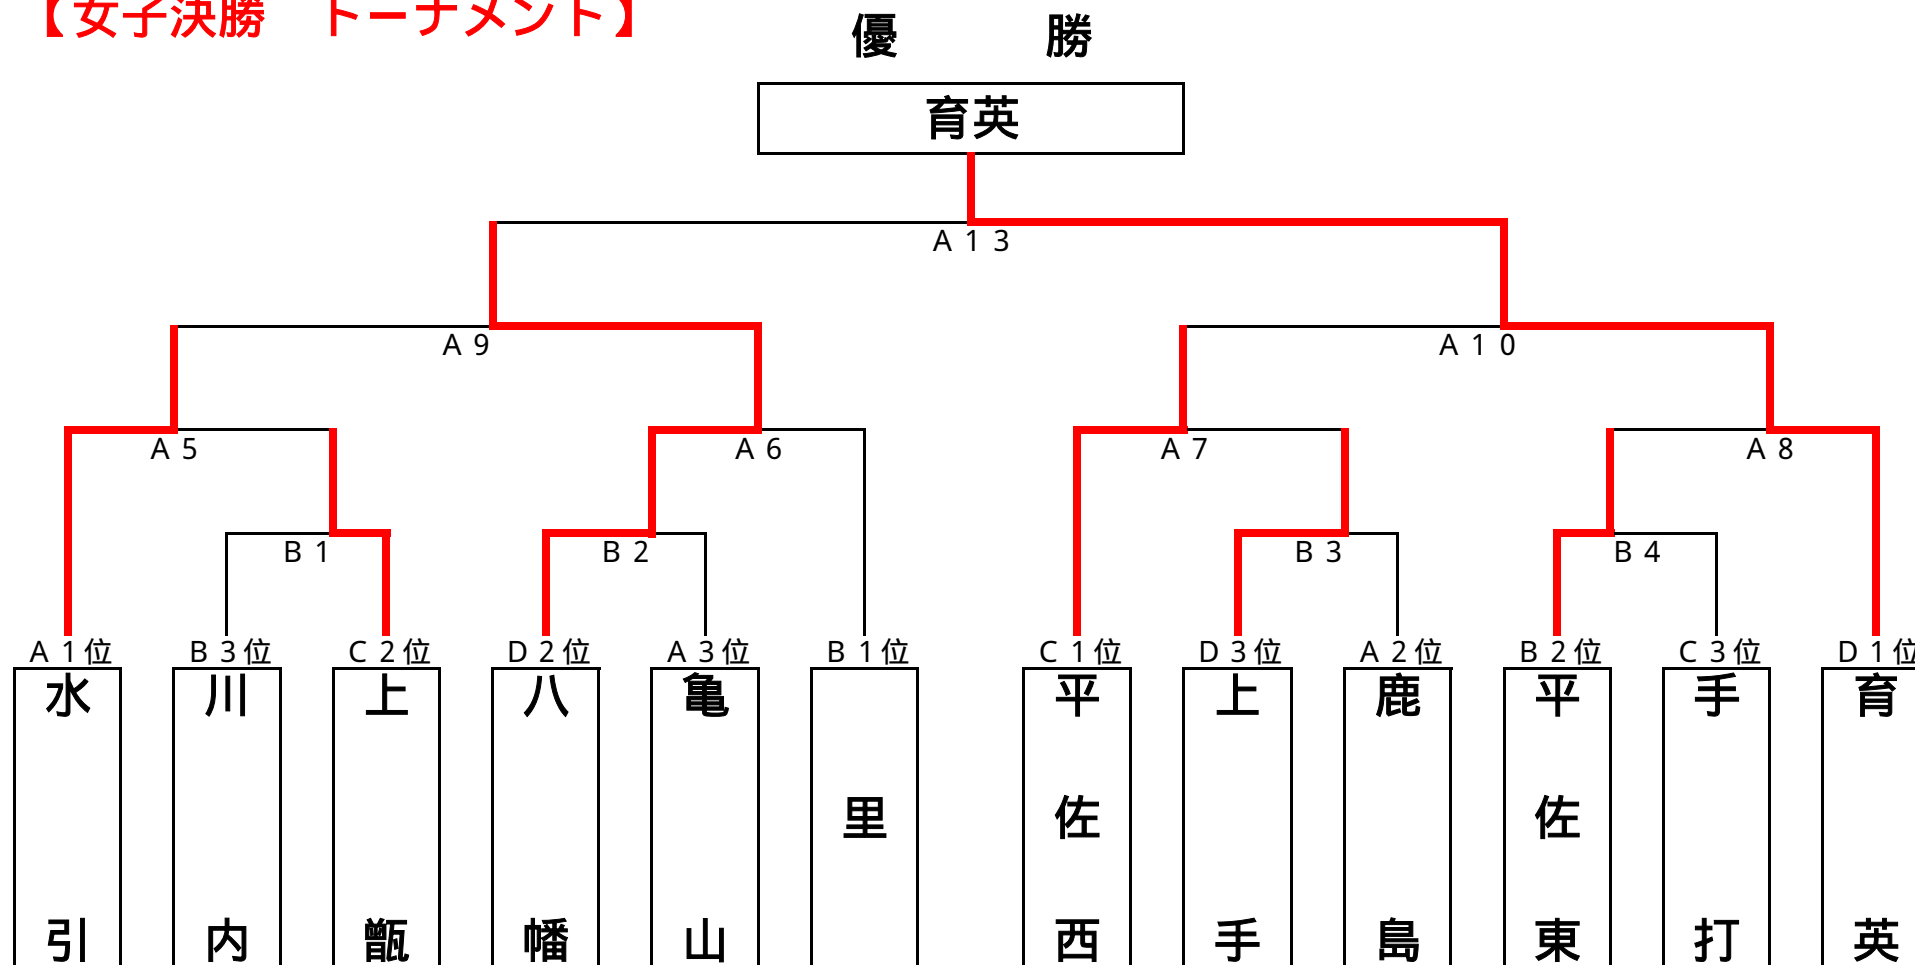 【女子決勝　トーナメント】
優　勝
育英
A13
A9
A10
A5
A6
A7
A8
B1
B2
B3
B4
A1位
B3位
C2位
D2位
A3位
B1位
C1位
D3位
A2位
B2位
C3位
D1位
水引
川内
上甑
八幡
亀山
里
平佐西
上手
鹿島
平佐東
手打
育英